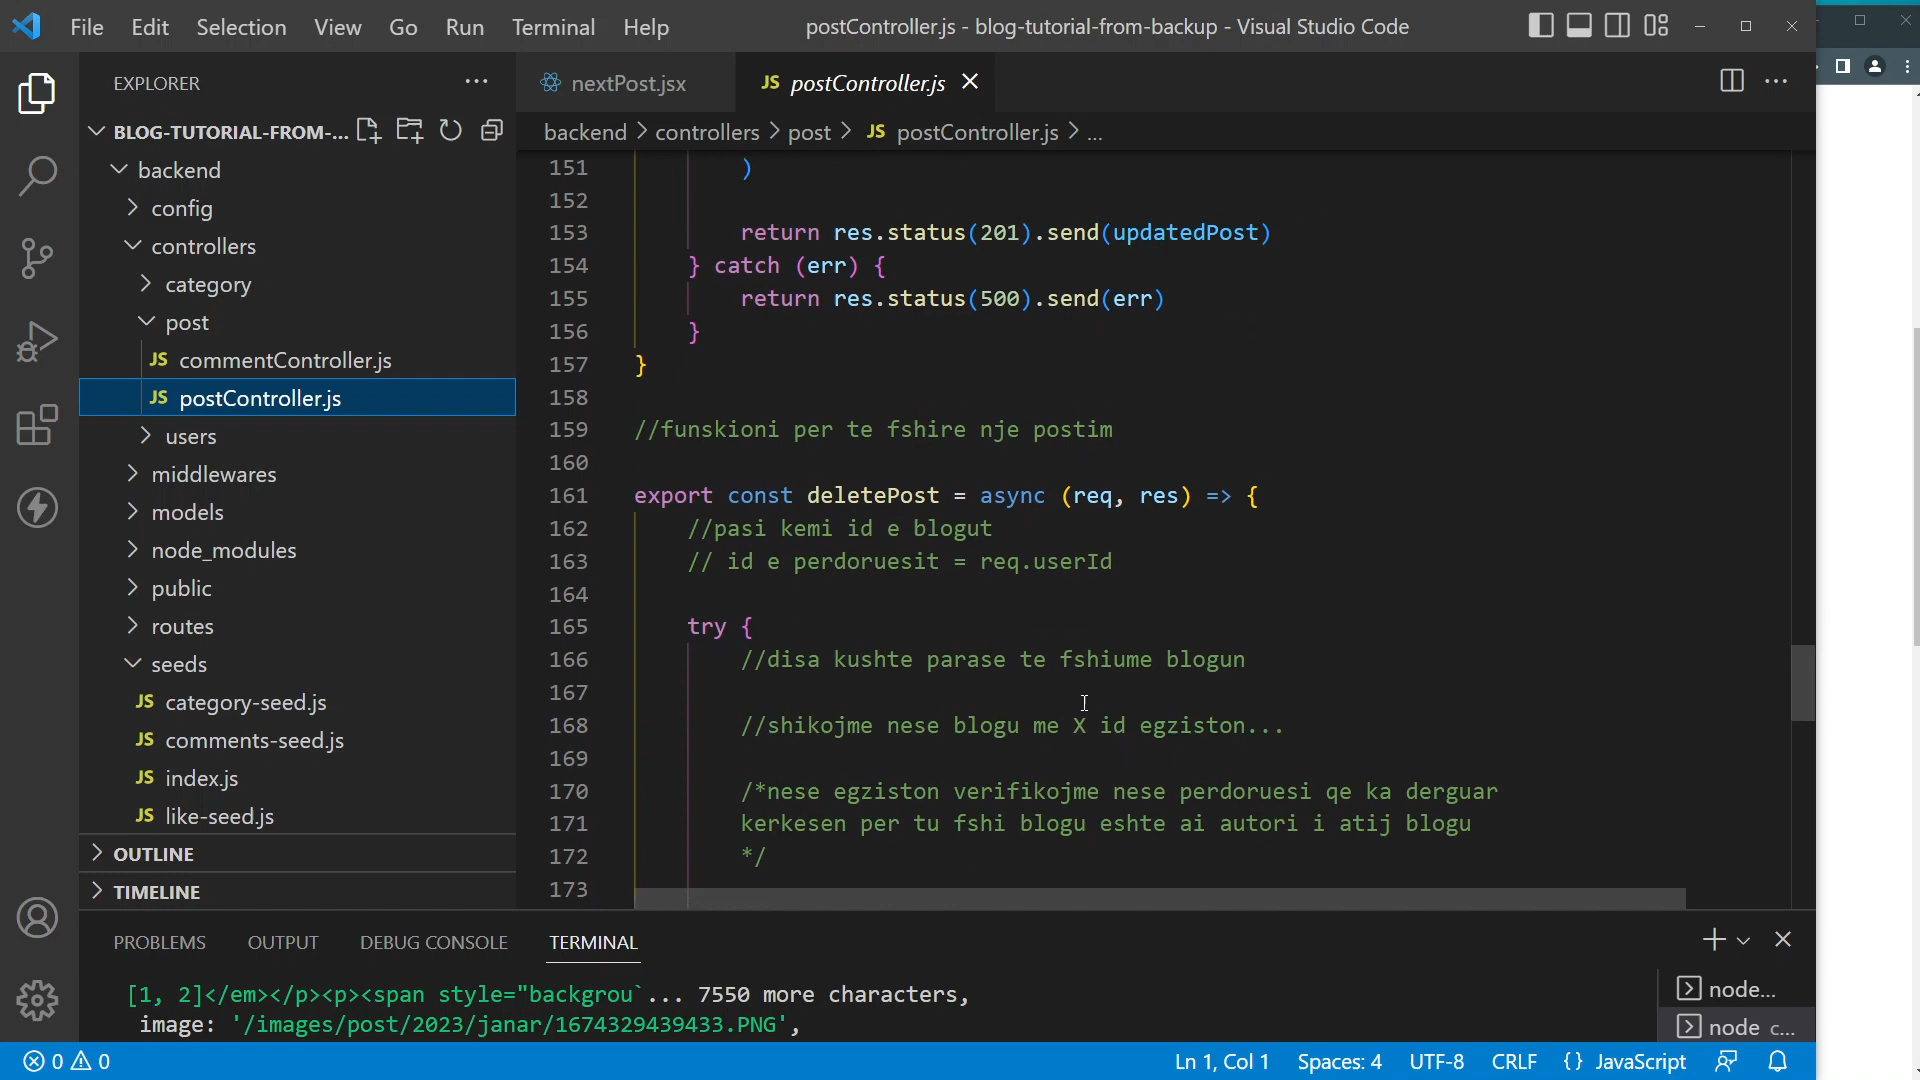 File Edit Selection View Go Run Terminal Help
postController.js - blog-tutorial-from-backup - Visual Studio Code
EXPLORER
BLOG-TUTORIAL-FROM-...
backend
config
controllers
category
post
JS commentController.js
JS postController.js
users
middlewares
models
node_modules
public
routes
seeds
JS category-seed.js
JS comments-seed.js
JS index.js
JS like-seed.js
OUTLINE
TIMELINE
nextPost.jsx
JS postController.js
backend > controllers > post > JS postController.js > ...
151 )
152
153 return res.status(201).send(updatedPost)
154 } catch (err) {
155 return res.status(500).send(err)
156 }
157 }
158
159 //funskioni per te fshire nje postim
160
161 export const deletePost = async (req, res) => {
162 //pasi kemi id e blogut
163 // id e perdoruesit = req.userId
164
165 try {
166 //disa kushte parase te fshiume blogun
167
168 //shikojme nese blogu me X id egziston...
169
170 /*nese egziston verifikojme nese perdoruesi qe ka derguar
171 kerkesen per tu fshi blogu eshte ai autori i atij blogu
172 */
173
PROBLEMS OUTPUT DEBUG CONSOLE TERMINAL
[1, 2]</em></p><p><span style="backgrou`... 7550 more characters,
image: '/images/post/2023/janar/1674329439433.PNG',
node...
node c...
0 0
Ln 1, Col 1 Spaces: 4 UTF-8 CRLF {} JavaScript